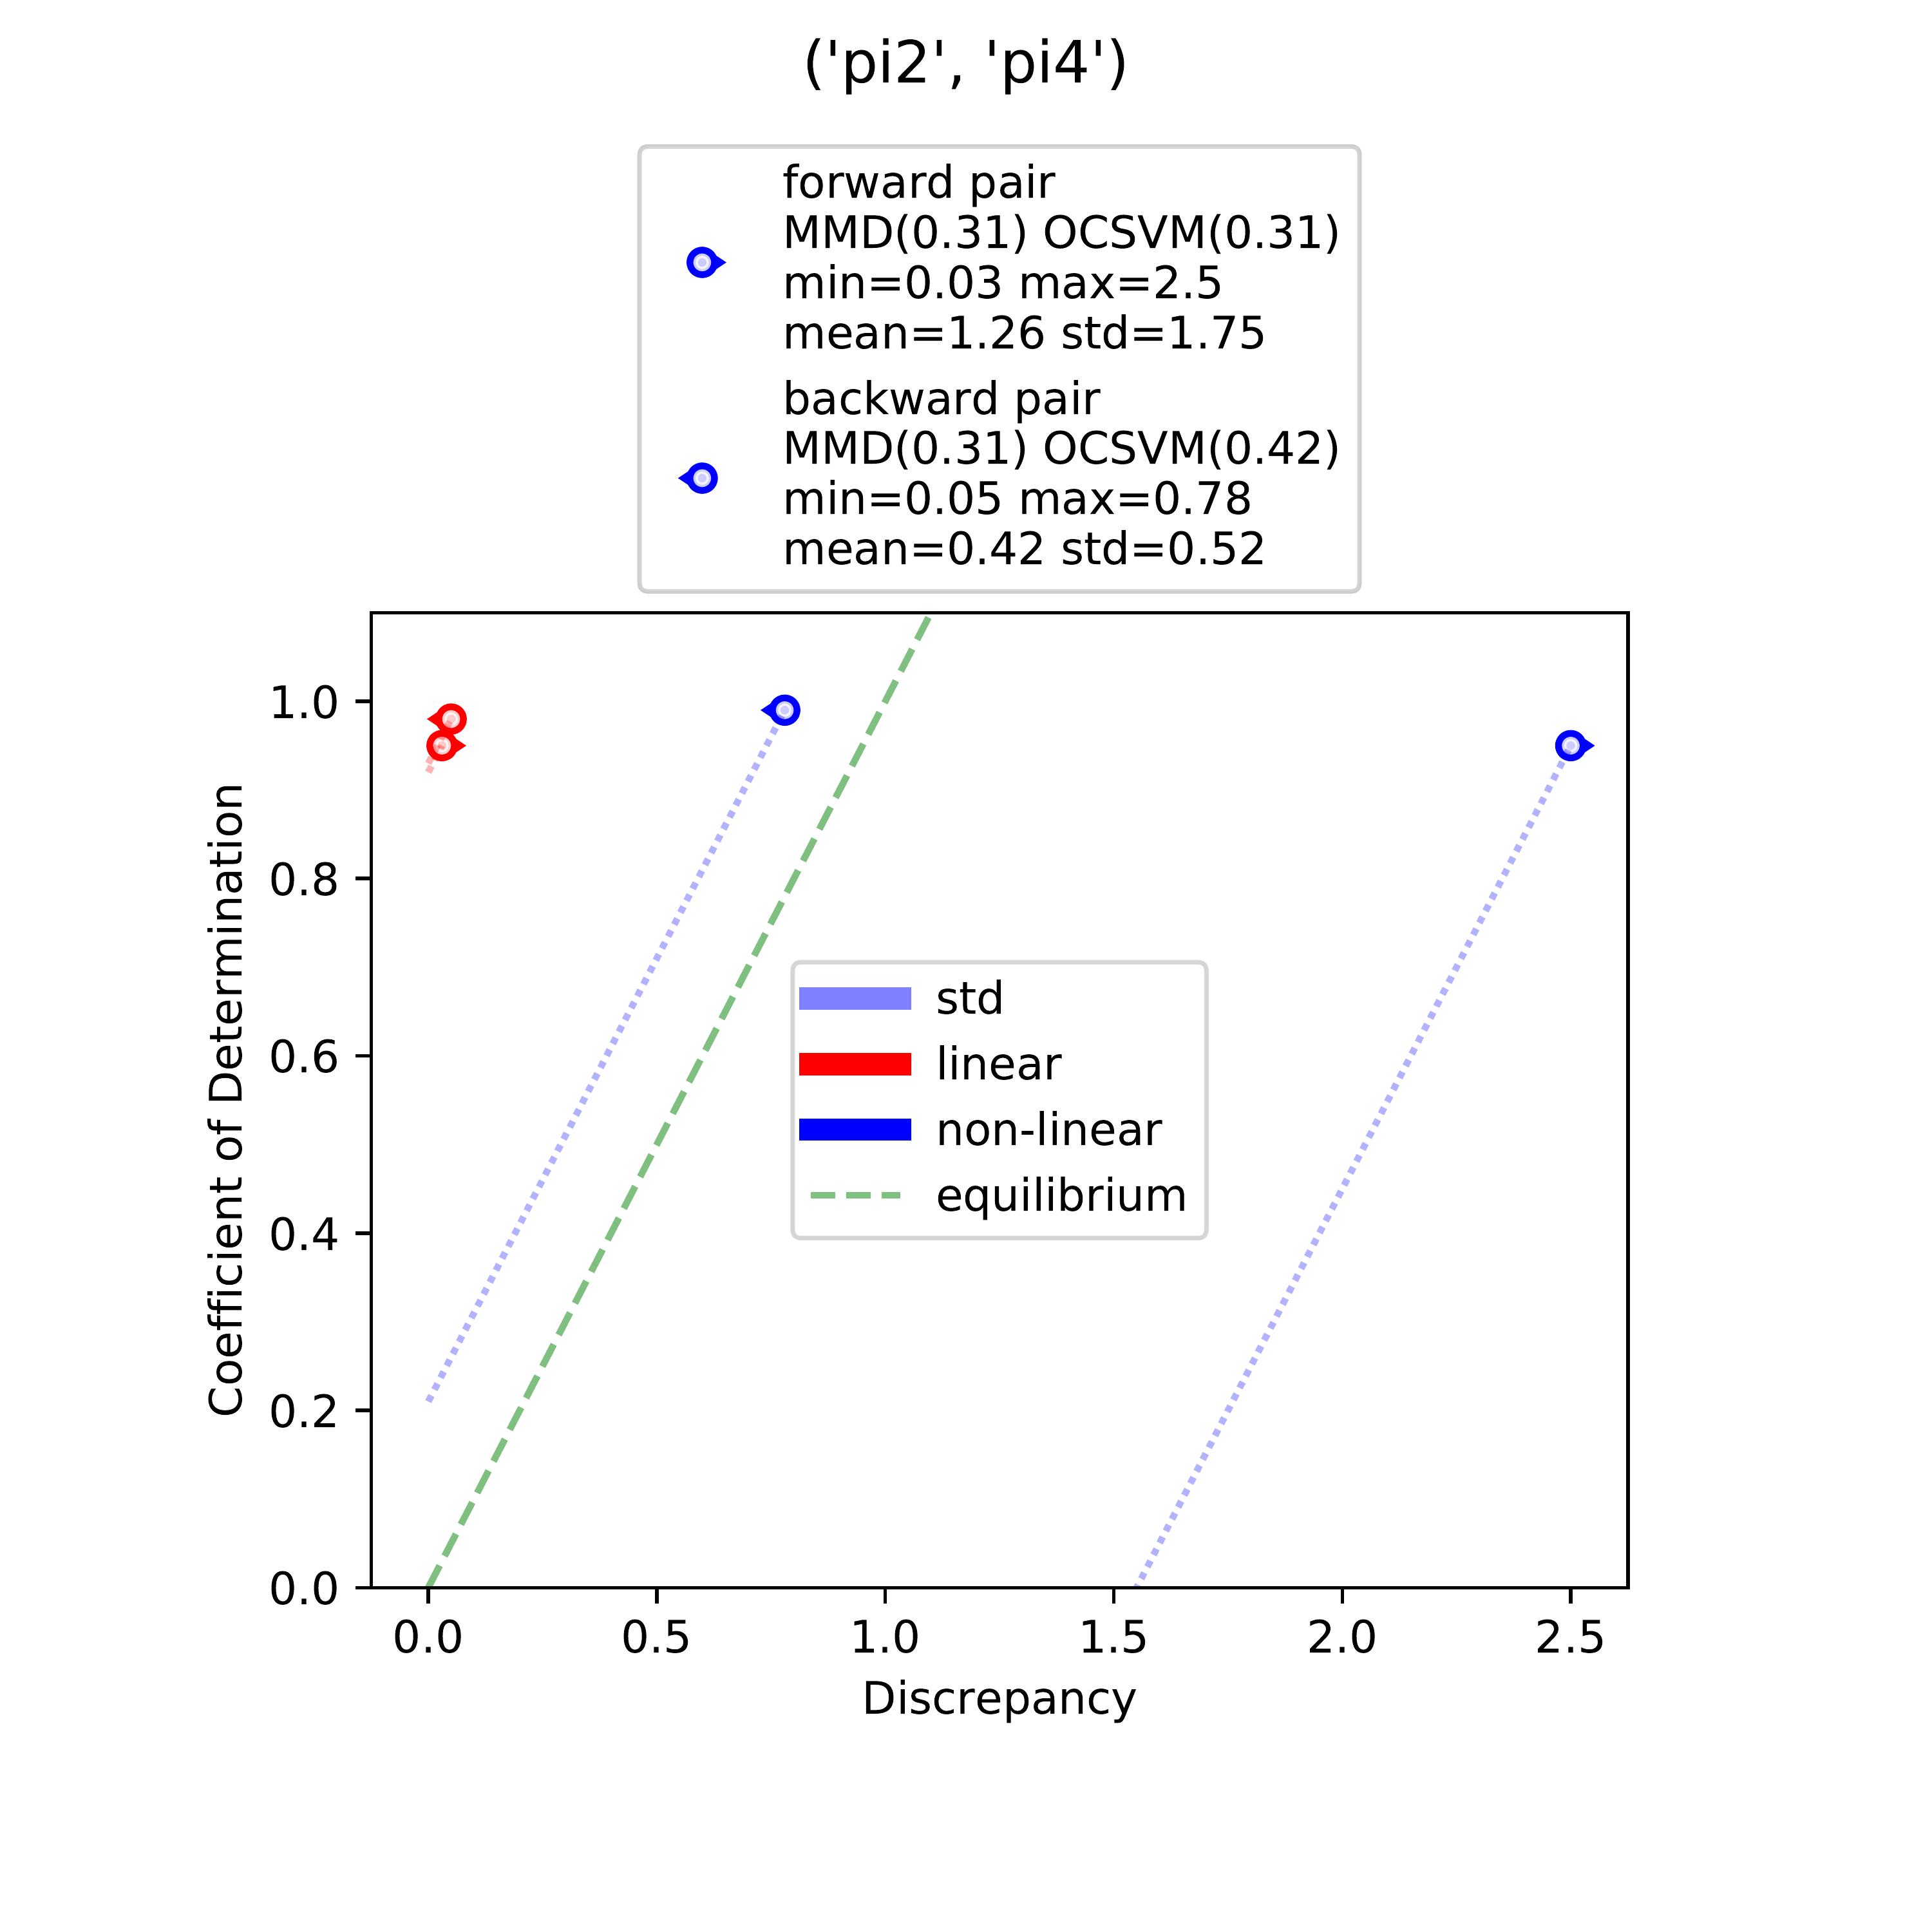 ('pi2', 'pi4')
forward pair
MMD(0.31) OCSVM(0.31)
min=0.03 max=2.5
mean=1.26 std=1.75
backward pair
MMD(0.31) OCSVM(0.42)
min=0.05 max=0.78
mean=0.42 std=0.52
Coefficient of Determination
1.0
0.8
0.6
0.4
0.2
0.0
std
linear
non-linear
equilibrium
0.0 0.5 1.0 1.5 2.0 2.5
Discrepancy